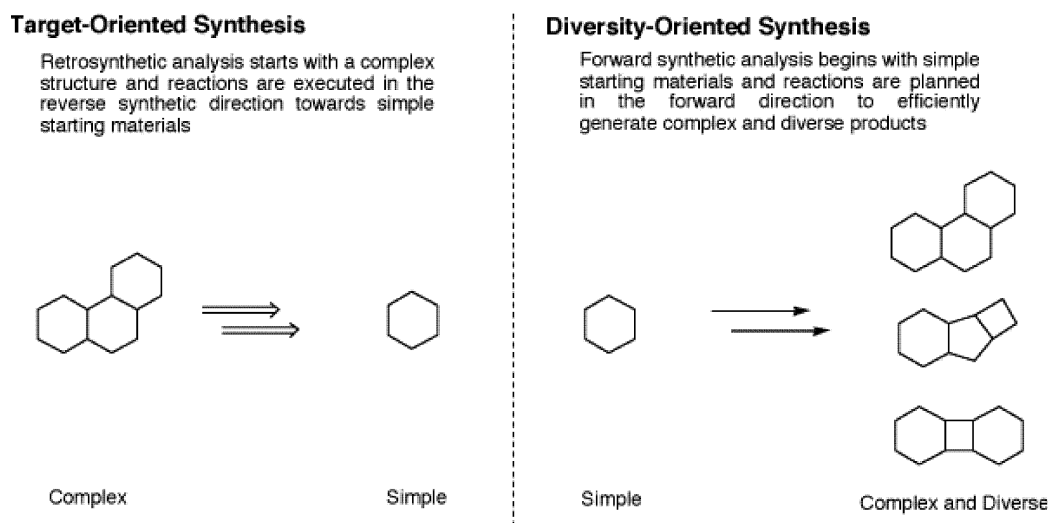 Target-Oriented Synthesis
Retrosynthetic analysis starts with a complex
structure and reactions are executed in the
reverse synthetic direction towards simple
starting materials
Complex
Simple
Diversity-Oriented Synthesis
Forward synthetic analysis begins with simple
starting materials and reactions are planned
in the forward direction to efficiently
generate complex and diverse products
Simple
Complex and Diverse